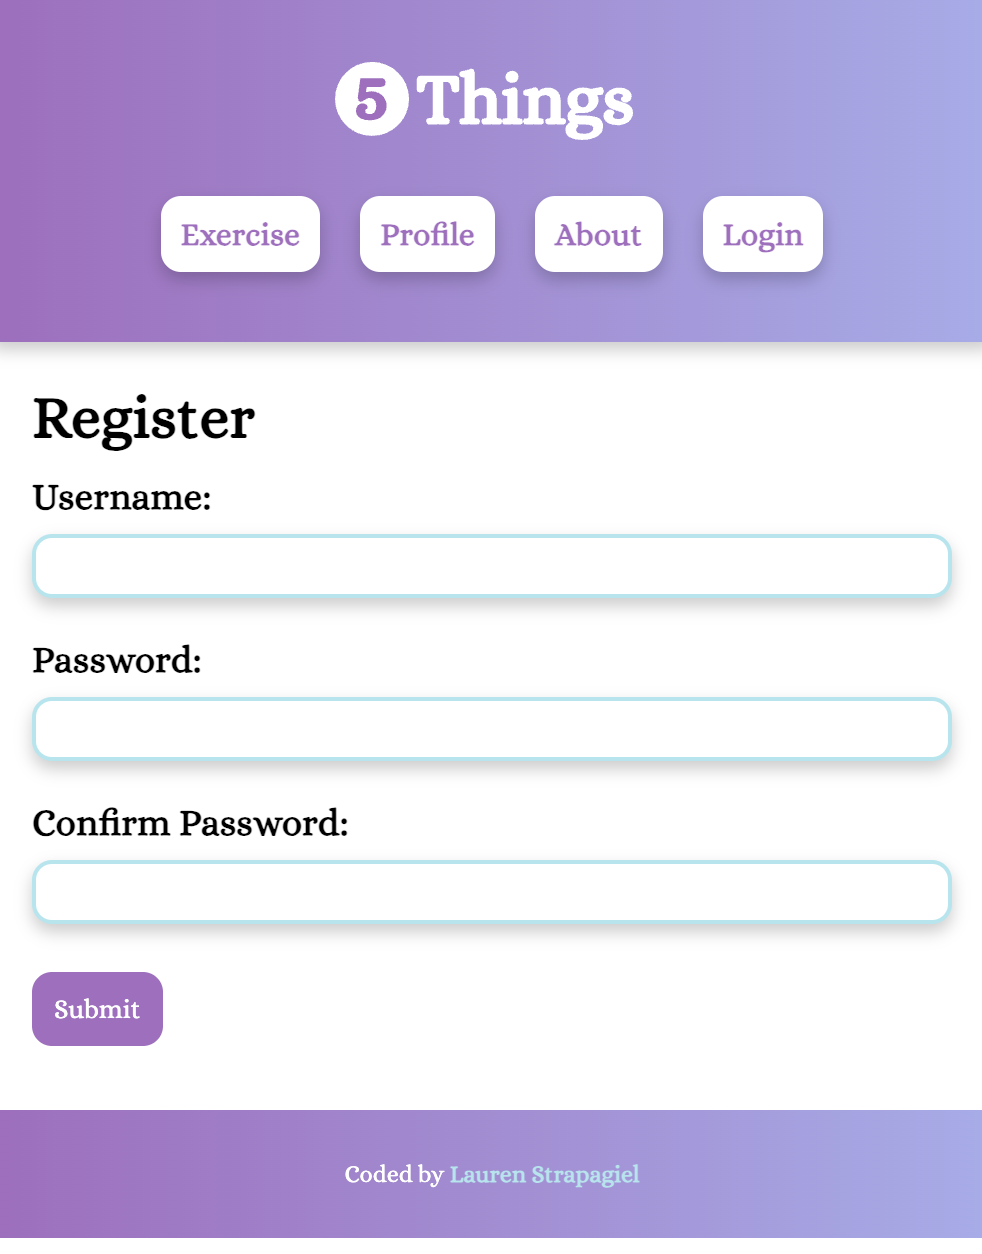 5 Things
Exercise Profile About Login
Register
Username:
Password:
Confirm Password:
Submit
Coded by Lauren Strapagiel